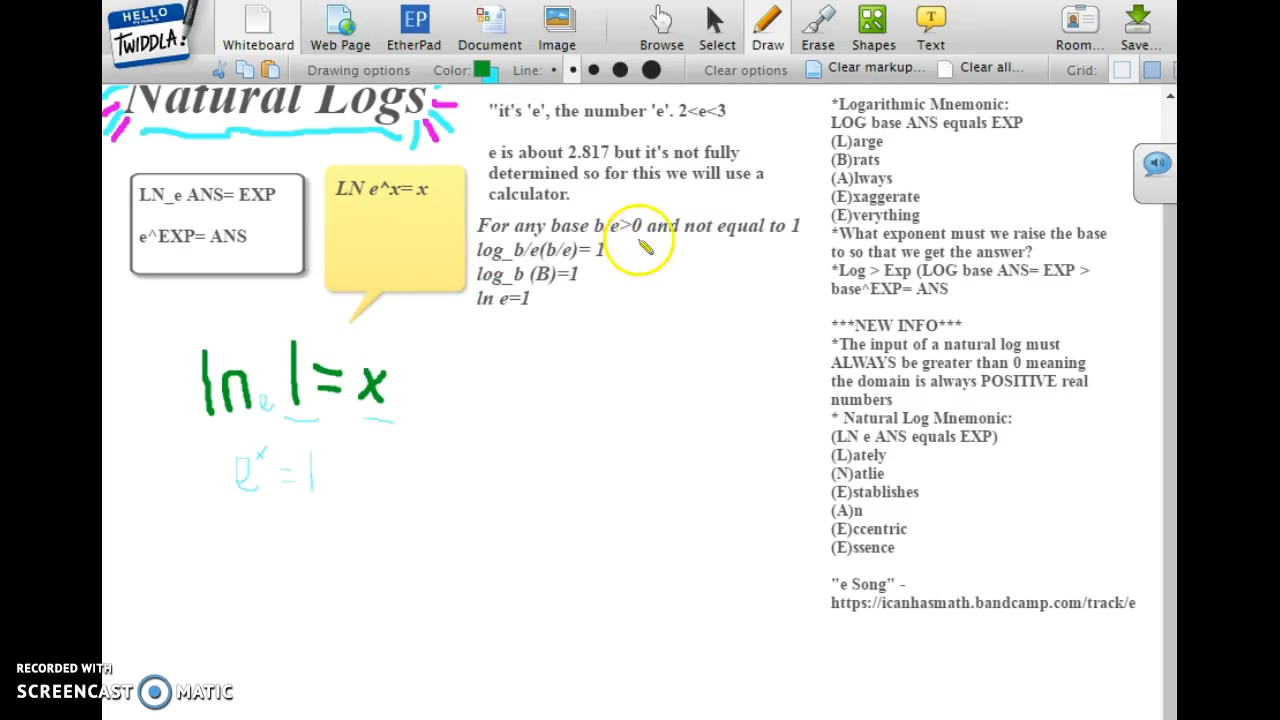 HELLO
MY NAME IS
TWIDDLA!
Whiteboard
Web Page
EtherPad
EP
Document
Image
Browse
Select
Draw
Erase
Shapes
Text
T
Room...
Save...
Drawing options
Color:
Line:
Clear options
Clear markup...
Clear all...
Grid:
Natural Logs
LN_e ANS= EXP
e^EXP= ANS
LN e^x= x
"it's 'e', the number 'e'. 2<e<3
e is about 2.817 but it's not fully
determined so for this we will use a
calculator.
For any base b/e>0 and not equal to 1
log_b/e(b/e)= 1
log_b (B)=1
ln e=1
ln e 1=x
e^x=1
*Logarithmic Mnemonic:
LOG base ANS equals EXP
(L)arge
(B)rats
(A)lways
(E)xaggerate
(E)verything
*What exponent must we raise the base
to so that we get the answer?
*Log > Exp (LOG base ANS= EXP >
base^EXP= ANS
***NEW INFO***
*The input of a natural log must
ALWAYS be greater than 0 meaning
the domain is always POSITIVE real
numbers
* Natural Log Mnemonic:
(LN e ANS equals EXP)
(L)ately
(N)atlie
(E)stablishes
(A)n
(E)ccentric
(E)ssence
"e Song" -
https://icanhasmath.bandcamp.com/track/e
RECORDED WITH
SCREENCAST MATIC